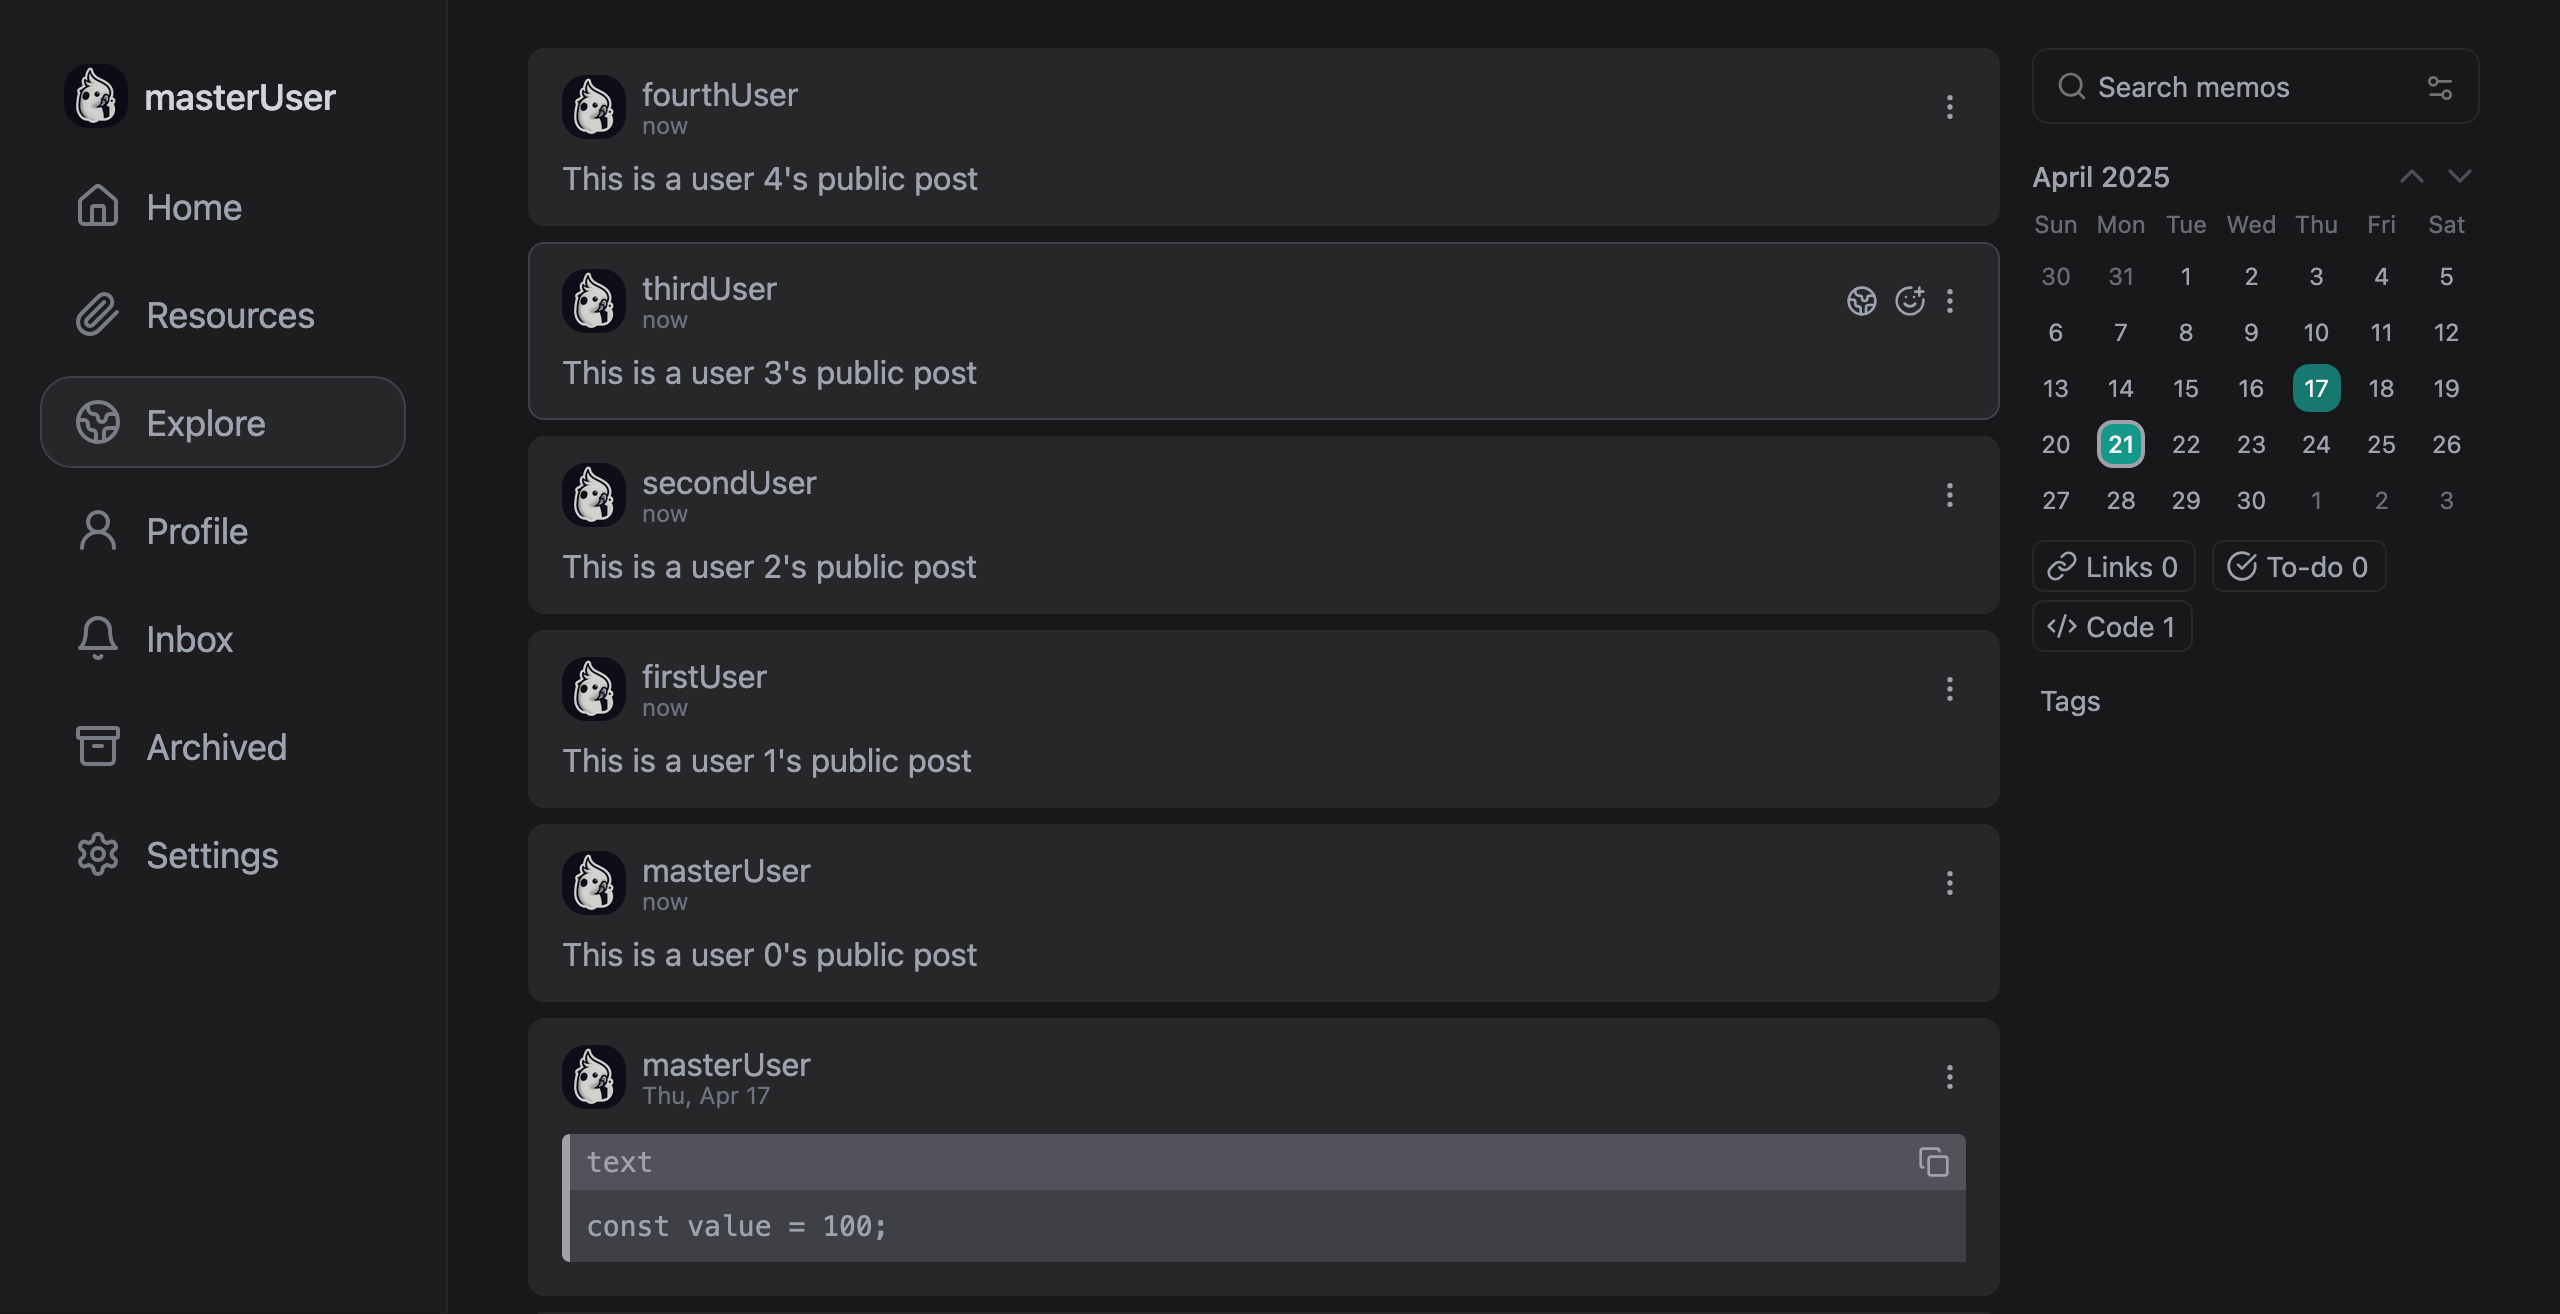 masterUser
Home
Resources
Explore
Profile
Inbox
Archived
Settings
fourthUser
now
This is a user 4's public post
thirdUser
now
This is a user 3's public post
secondUser
now
This is a user 2's public post
firstUser
now
This is a user 1's public post
masterUser
now
This is a user 0's public post
masterUser
Thu, Apr 17
text
const value = 100;
Search memos
April 2025
Sun Mon Tue Wed Thu Fri Sat
30 31 1 2 3 4 5
6 7 8 9 10 11 12
13 14 15 16 17 18 19
20 21 22 23 24 25 26
27 28 29 30 1 2 3
Links 0 To-do 0
Code 1
Tags